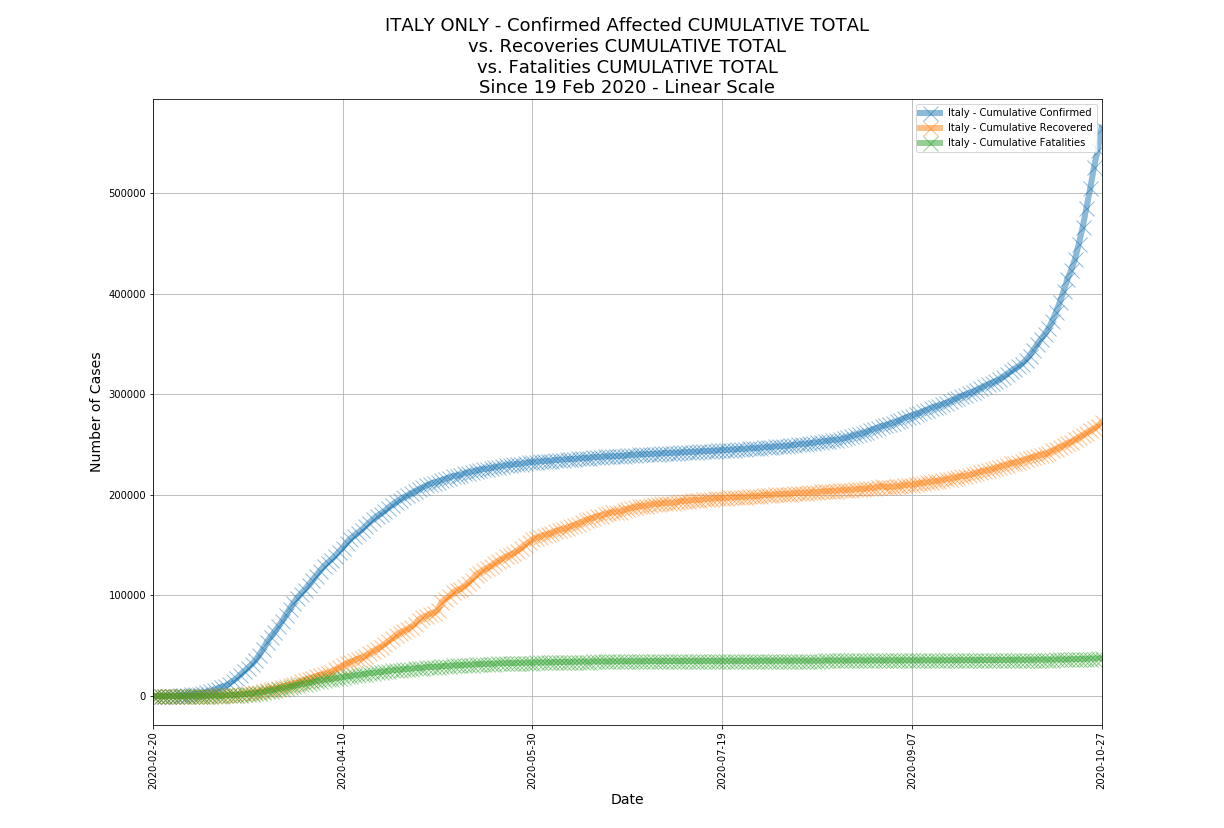 ITALY ONLY - Confirmed Affected CUMULATIVE TOTAL
vs. Recoveries CUMULATIVE TOTAL
vs. Fatalities CUMULATIVE TOTAL
Since 19 Feb 2020 - Linear Scale
Italy - Cumulative Confirmed
Italy - Cumulative Recovered
Italy - Cumulative Fatalities
Number of Cases
500000
400000
300000
200000
100000
0
2020-02-20
2020-04-10
2020-05-30
2020-07-19
2020-09-07
2020-10-27
Date